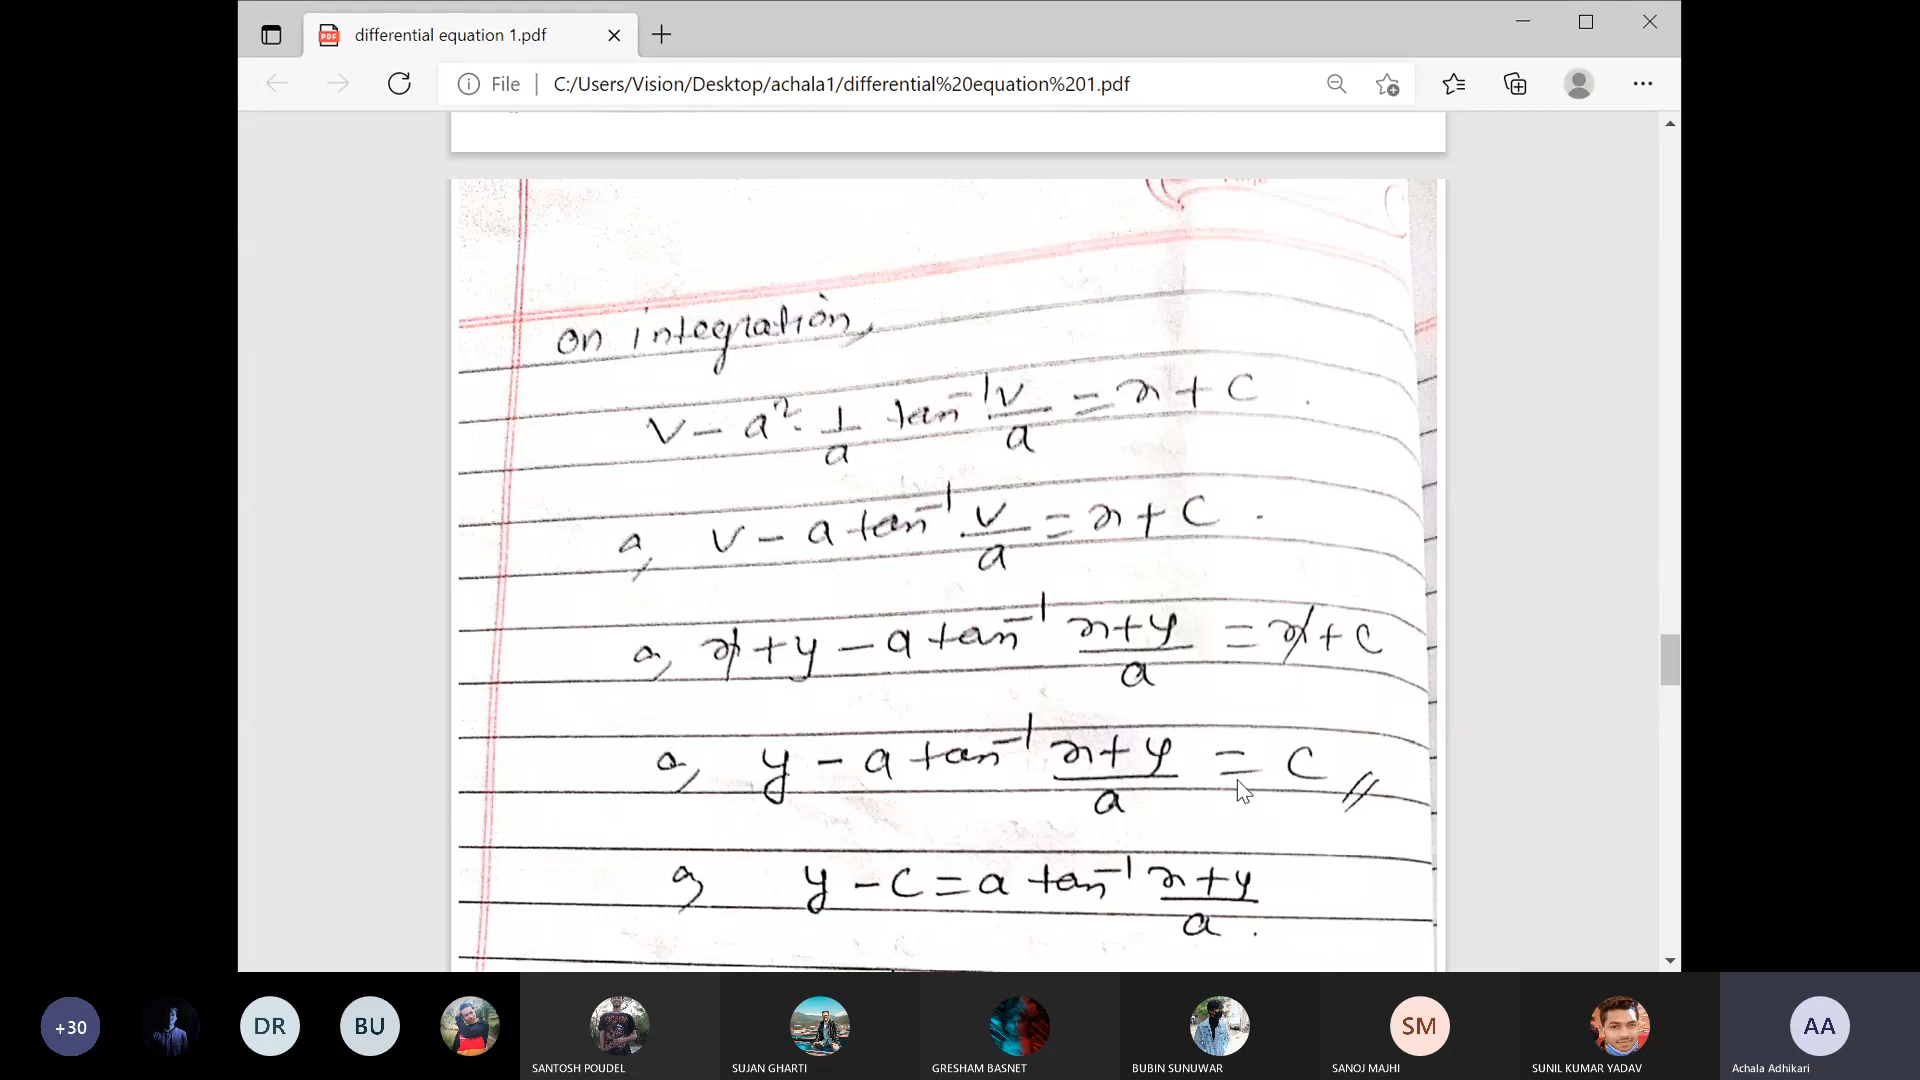 differential equation 1.pdf
File | C:/Users/Vision/Desktop/achala1/differential%20equation%201.pdf
on integration,
v - a². 1/a tan⁻¹ v/a = x + c.
or, v - a tan⁻¹ v/a = x + c.
or, x + y - a tan⁻¹ (x+y)/a = x + c
or, y - a tan⁻¹ (x+y)/a = c //
or, y - c = a tan⁻¹ (x+y)/a.
+30
DR
BU
SANTOSH POUDEL
SUJAN GHARTI
GRESHAM BASNET
BUBIN SUNUWAR
SM
SANOJ MAJHI
SUNIL KUMAR YADAV
AA
Achala Adhikari